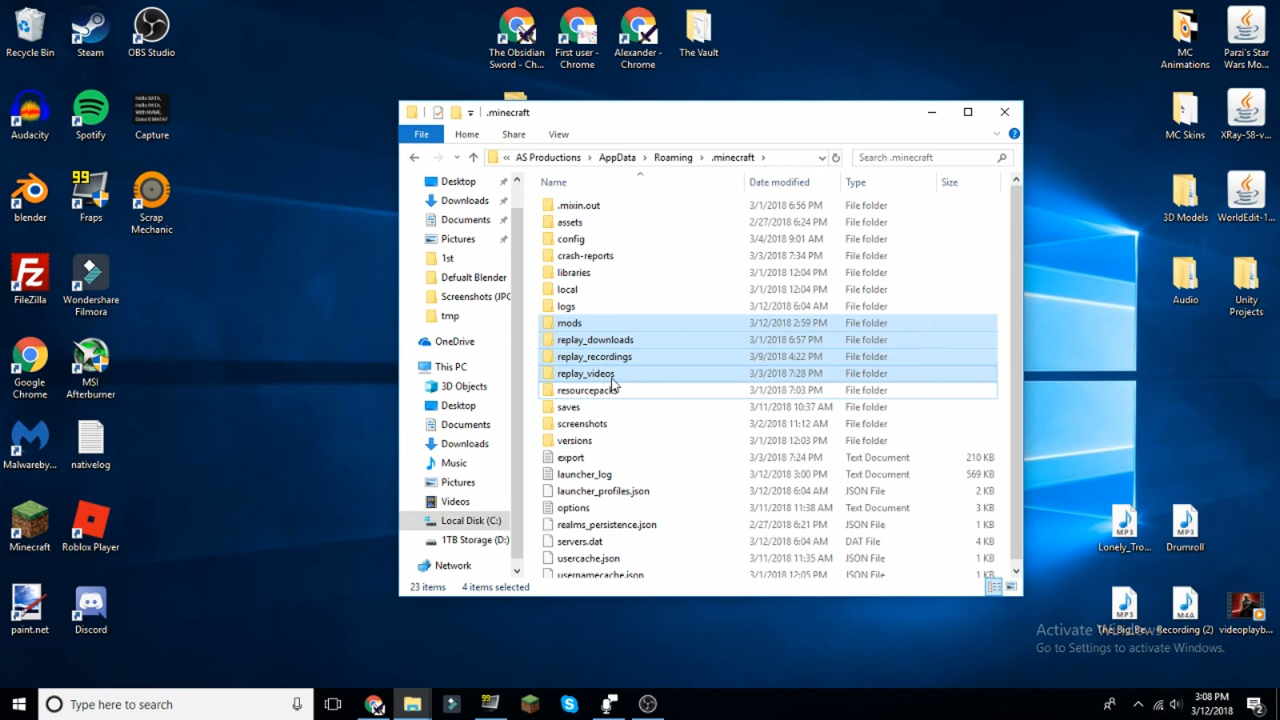 Recycle Bin
Steam
OBS Studio
The Obsidian
Sword - Ch...
First user -
Chrome
Alexander -
Chrome
The Vault
MC
Animations
Parzi's Star
Wars Mo...
Audacity
Spotify
Capture
MC Skins
XRay-58-v...
blender
Fraps
Scrap
Mechanic
3D Models
WorldEdit-1...
FileZilla
Wondershare
Filmora
Audio
Unity
Projects
Google
Chrome
MSI
Afterburner
Malwareby...
nativelog
Minecraft
Roblox Player
Lonely_Tro...
Drumroll
paint.net
Discord
The_Big_Be...
Recording (2)
videoplayb...
.minecraft
File
Home
Share
View
« AS Productions > AppData > Roaming > .minecraft >
Search .minecraft
Name
Date modified
Type
Size
Desktop
Downloads
Documents
Pictures
1st
Defualt Blender
Screenshots (JPG
tmp
OneDrive
This PC
3D Objects
Desktop
Documents
Downloads
Music
Pictures
Videos
Local Disk (C:)
1TB Storage (D:)
Network
.mixin.out 3/1/2018 6:56 PM File folder
assets 2/27/2018 6:24 PM File folder
config 3/4/2018 9:01 AM File folder
crash-reports 3/3/2018 7:34 PM File folder
libraries 3/1/2018 12:04 PM File folder
local 3/1/2018 12:04 PM File folder
logs 3/12/2018 6:04 AM File folder
mods 3/12/2018 2:59 PM File folder
replay_downloads 3/1/2018 6:57 PM File folder
replay_recordings 3/9/2018 4:22 PM File folder
replay_videos 3/3/2018 7:28 PM File folder
resourcepacks 3/1/2018 7:03 PM File folder
saves 3/11/2018 10:37 AM File folder
screenshots 3/2/2018 11:12 AM File folder
versions 3/1/2018 12:03 PM File folder
export 3/3/2018 7:24 PM Text Document 210 KB
launcher_log 3/12/2018 3:00 PM Text Document 569 KB
launcher_profiles.json 3/12/2018 6:04 AM JSON File 2 KB
options 3/11/2018 11:38 AM Text Document 3 KB
realms_persistence.json 2/27/2018 6:21 PM JSON File 1 KB
servers.dat 3/12/2018 6:04 AM DAT File 4 KB
usercache.json 3/11/2018 11:35 AM JSON File 1 KB
usernamecache.json 3/1/2018 12:05 PM JSON File 1 KB
23 items 4 items selected
Activate Windows
Go to Settings to activate Windows.
Type here to search
3:08 PM
3/12/2018